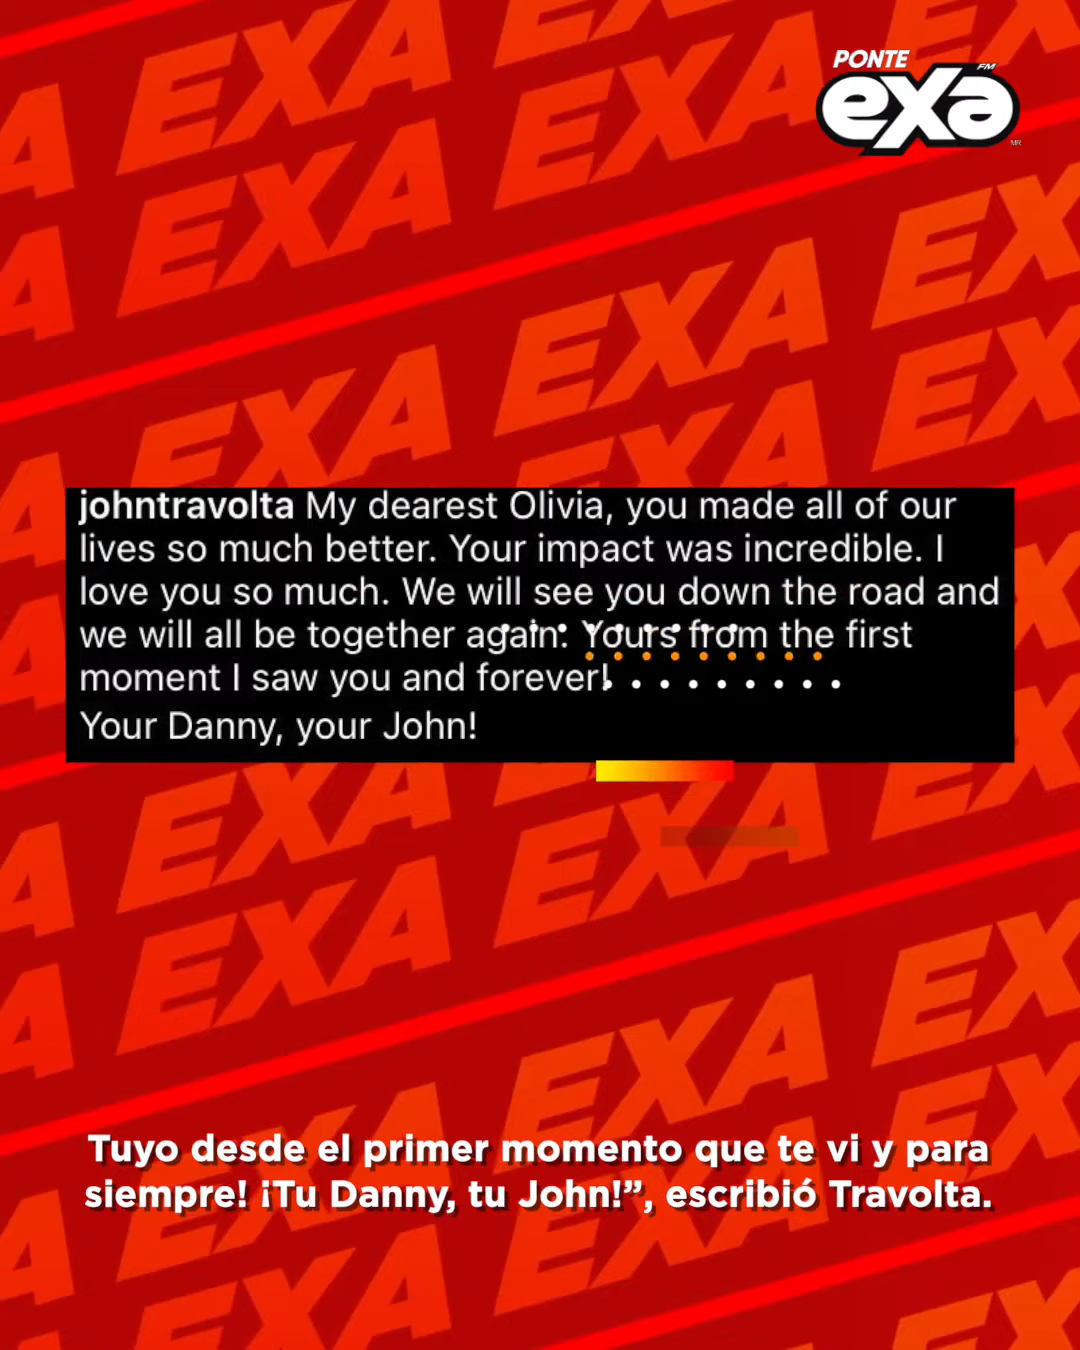 PONTE
exa
FM
MR
johntravolta My dearest Olivia, you made all of our
lives so much better. Your impact was incredible. I
love you so much. We will see you down the road and
we will all be together again. Yours from the first
moment I saw you and forever!
Your Danny, your John!
Tuyo desde el primer momento que te vi y para
siempre! ¡Tu Danny, tu John!”, escribió Travolta.